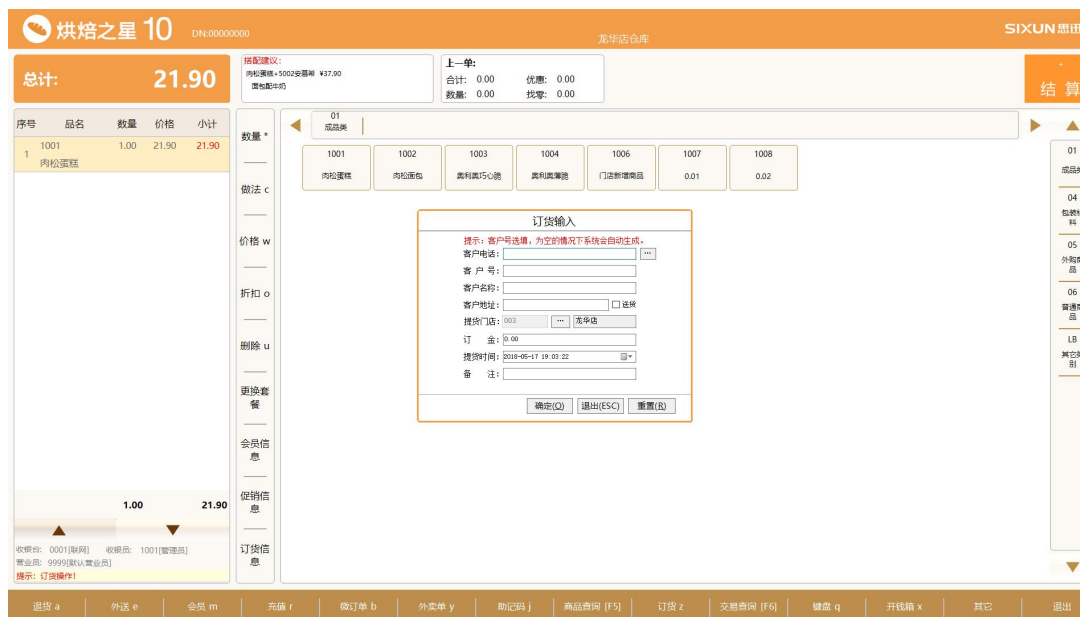 烘焙之星 10 DN:00000000
龙华店仓库
SIXUN思迅
总计: 21.90
搭配建议:
肉松蛋糕+5002安慕希 ¥37.90
面包配牛奶
上一单:
合计: 0.00 优惠: 0.00
数量: 0.00 找零: 0.00
结 算
序号 品名 数量 价格 小计
1 1001 1.00 21.90 21.90
肉松蛋糕
1.00 21.90
收银台: 0001[联网] 收银员: 1001[管理员]
营业员: 9999[默认营业员]
提示: 订货操作!
数量 *
做法 c
价格 w
折扣 o
删除 u
更换套
餐
会员信
息
促销信
息
订货信
息
01
成品类
1001 1002 1003 1004 1006 1007 1008
肉松蛋糕 肉松面包 奥利奥巧心脆 奥利奥薄脆 门店新增商品 0.01 0.02
订货输入
提示:客户号选填,为空的情况下系统会自动生成。
客户电话: ...
客 户 号:
客户名称:
客户地址: 送货
提货门店: 003 ... 龙华店
订 金: 0.00
提货时间: 2018-05-17 19:03:22
备 注:
确定(O) 退出(ESC) 重置(R)
01
成品类
04
包装材
料
05
外购商
品
06
普通商
品
LB
其它类
别
退货 a 外送 e 会员 m 充值 r 微订单 b 外卖单 y 助记码 j 商品查询 [F5] 订货 z 交易查询 [F6] 键盘 q 开钱箱 x 其它 退出